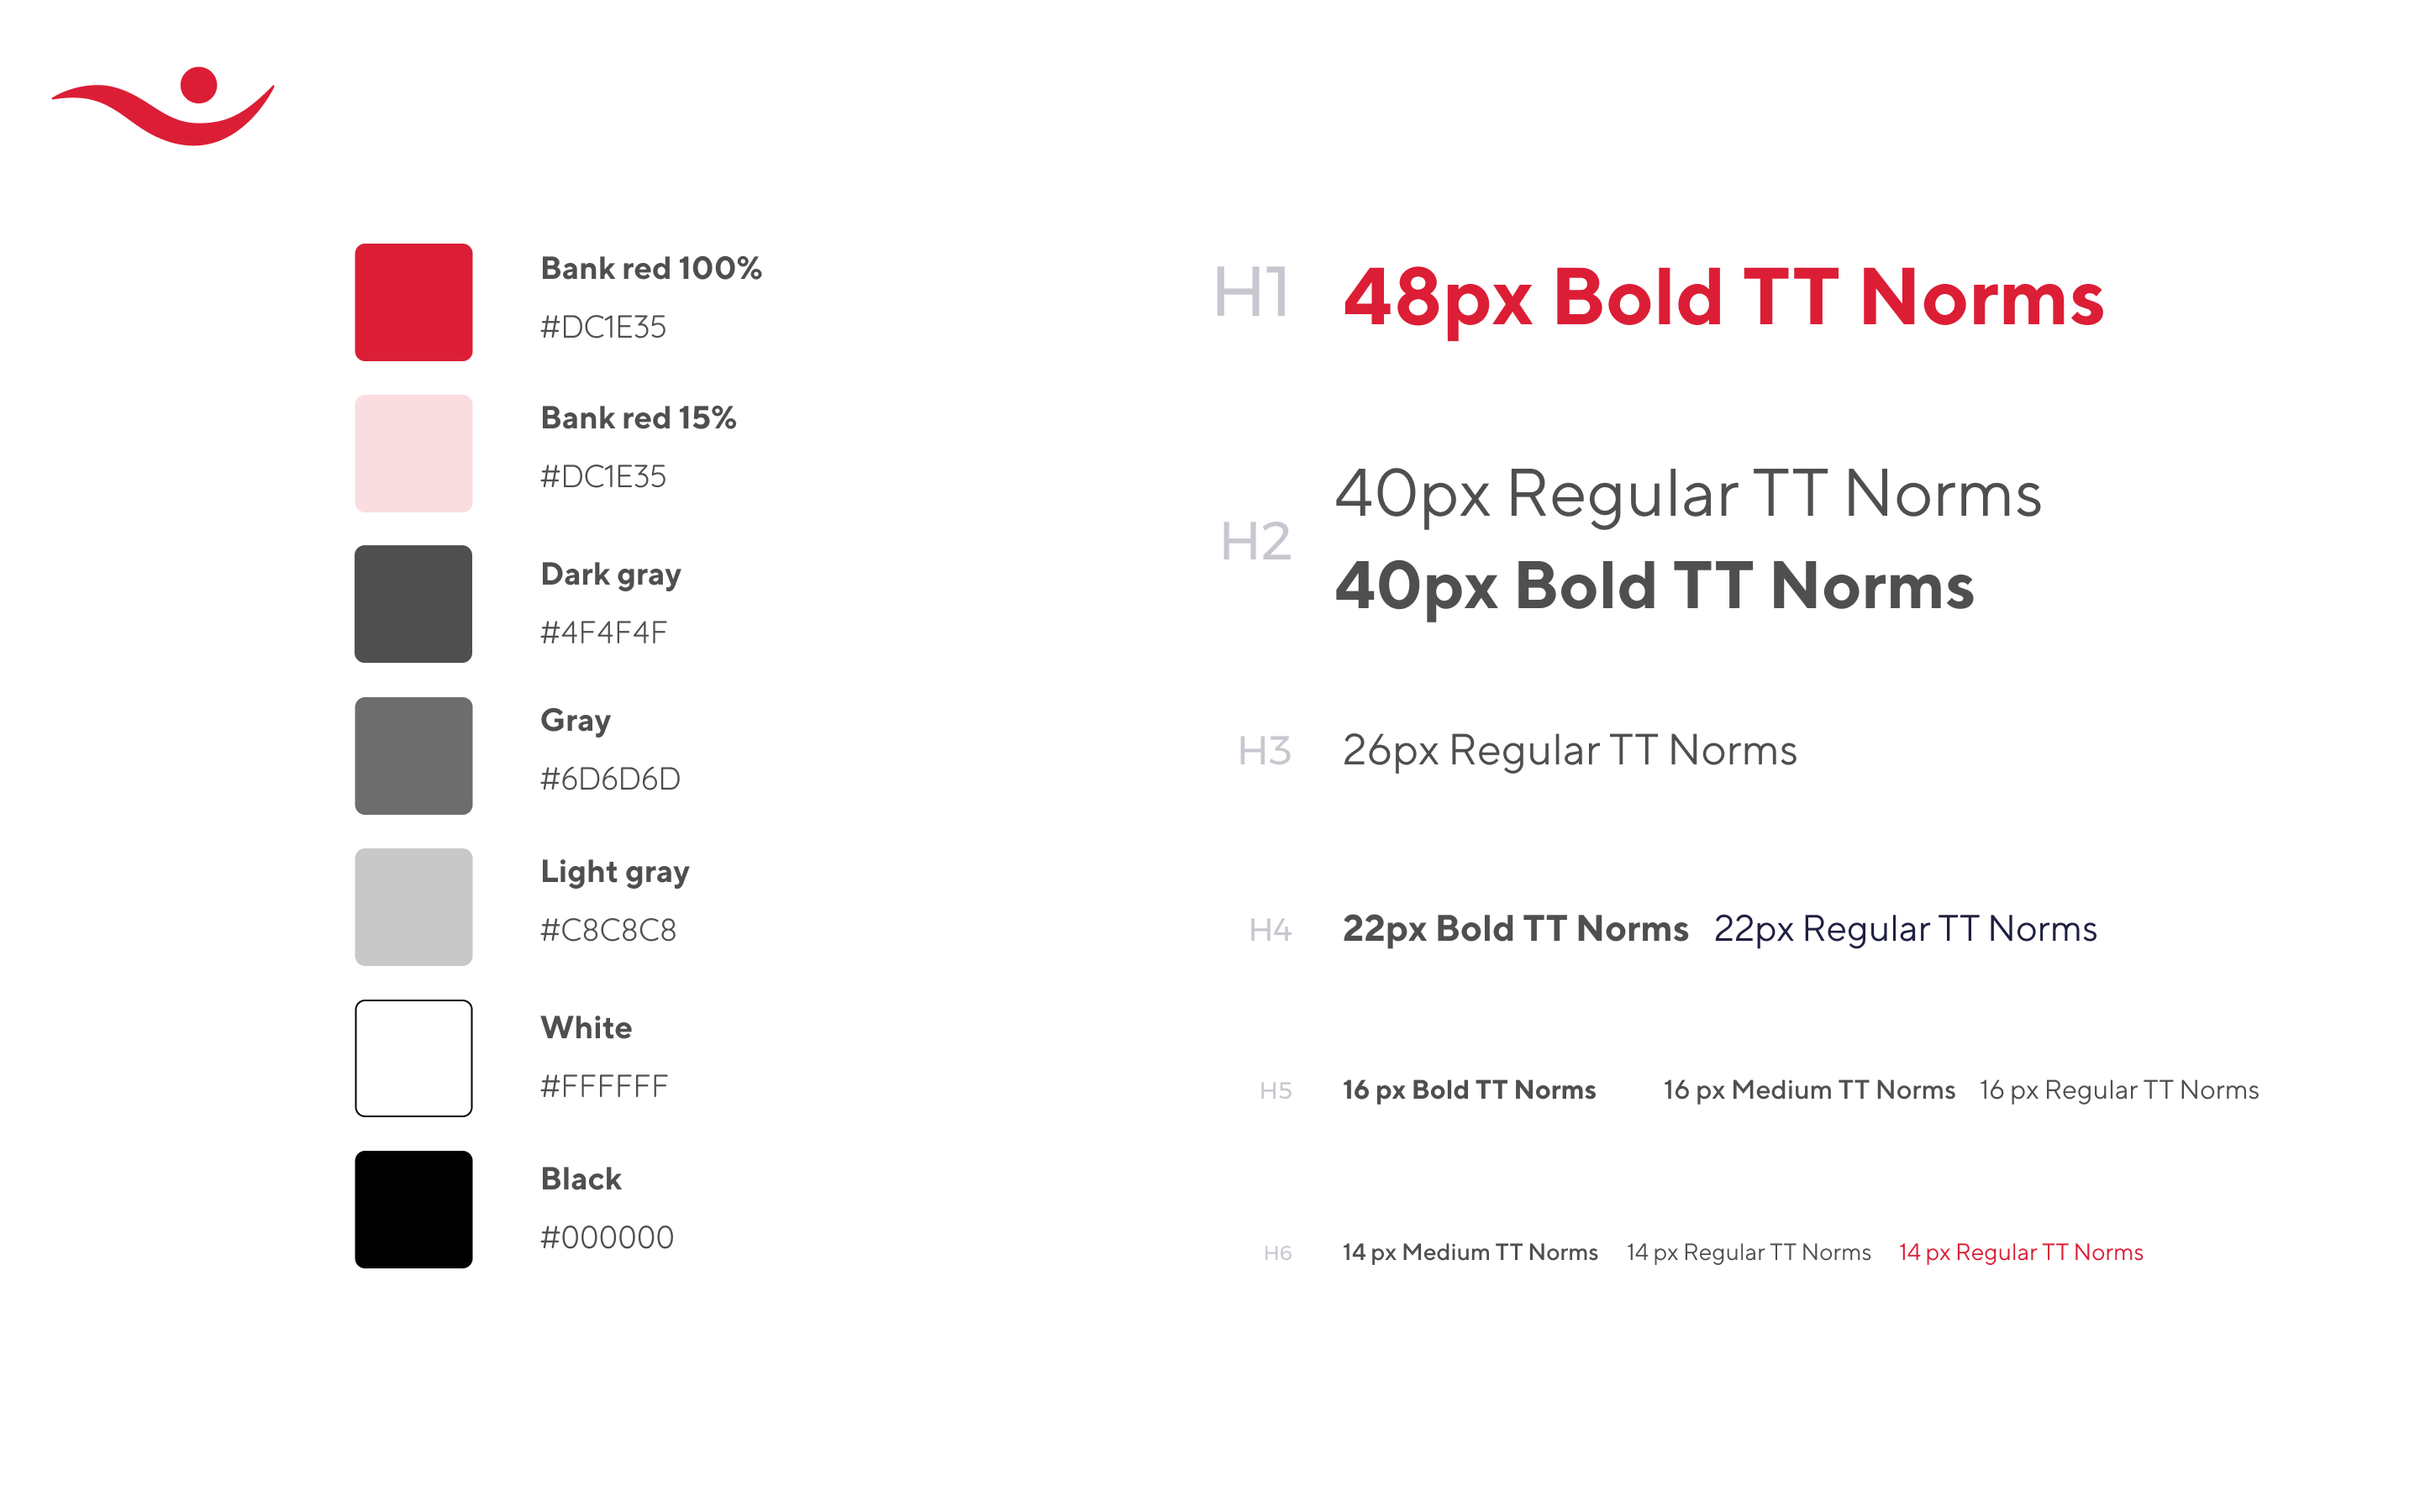 Bank red 100%
#DC1E35
Bank red 15%
#DC1E35
Dark gray
#4F4F4F
Gray
#6D6D6D
Light gray
#C8C8C8
White
#FFFFFF
Black
#000000
H1 48px Bold TT Norms
H2 40px Regular TT Norms
40px Bold TT Norms
H3 26px Regular TT Norms
H4 22px Bold TT Norms 22px Regular TT Norms
H5 16 px Bold TT Norms 16 px Medium TT Norms 16 px Regular TT Norms
H6 14 px Medium TT Norms 14 px Regular TT Norms 14 px Regular TT Norms